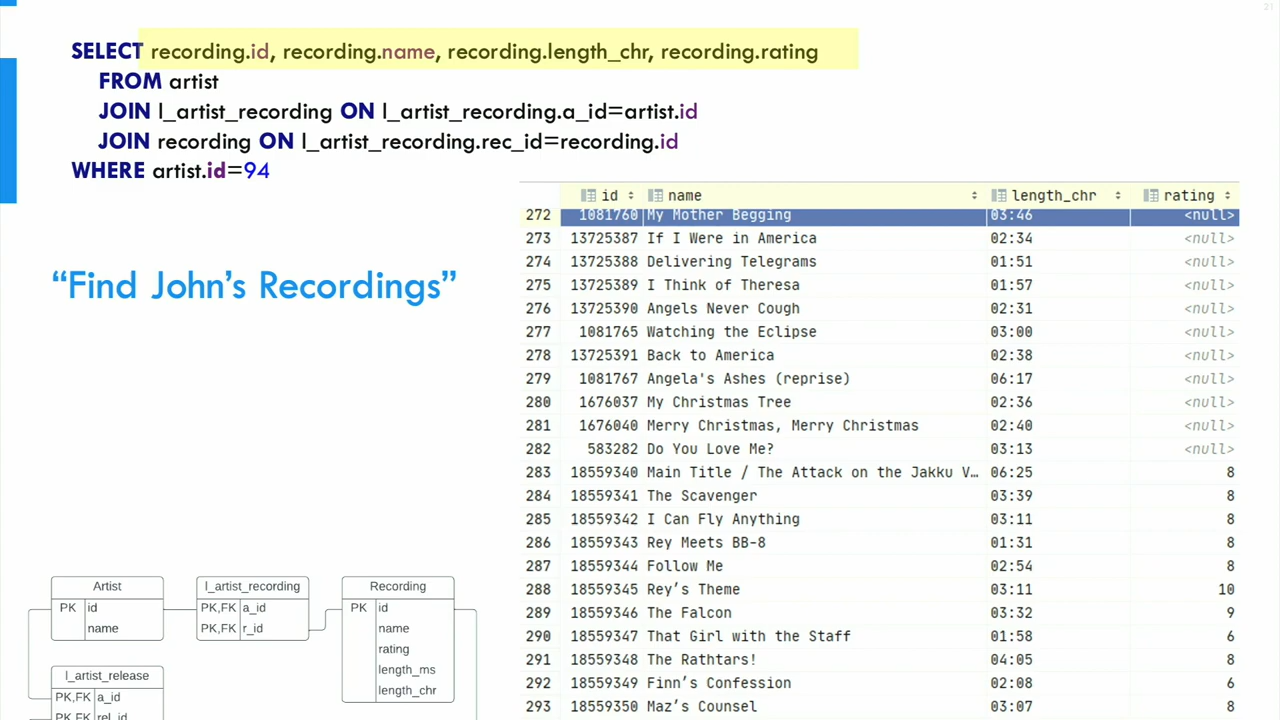 21
SELECT recording.id, recording.name, recording.length_chr, recording.rating
FROM artist
JOIN l_artist_recording ON l_artist_recording.a_id=artist.id
JOIN recording ON l_artist_recording.rec_id=recording.id
WHERE artist.id=94
“Find John’s Recordings”
id name length_chr rating
272 1081760 My Mother Begging 03:46 <null>
273 13725387 If I Were in America 02:34 <null>
274 13725388 Delivering Telegrams 01:51 <null>
275 13725389 I Think of Theresa 01:57 <null>
276 13725390 Angels Never Cough 02:31 <null>
277 1081765 Watching the Eclipse 03:00 <null>
278 13725391 Back to America 02:38 <null>
279 1081767 Angela's Ashes (reprise) 06:17 <null>
280 1676037 My Christmas Tree 02:36 <null>
281 1676040 Merry Christmas, Merry Christmas 02:40 <null>
282 583282 Do You Love Me? 03:13 <null>
283 18559340 Main Title / The Attack on the Jakku V… 06:25 8
284 18559341 The Scavenger 03:39 8
285 18559342 I Can Fly Anything 03:11 8
286 18559343 Rey Meets BB-8 01:31 8
287 18559344 Follow Me 02:54 8
288 18559345 Rey’s Theme 03:11 10
289 18559346 The Falcon 03:32 9
290 18559347 That Girl with the Staff 01:58 6
291 18559348 The Rathtars! 04:05 8
292 18559349 Finn’s Confession 02:08 6
293 18559350 Maz’s Counsel 03:07 8
Artist
PK id
name
l_artist_recording
PK,FK a_id
PK,FK r_id
Recording
PK id
name
rating
length_ms
length_chr
l_artist_release
PK,FK a_id
PK,FK rel_id